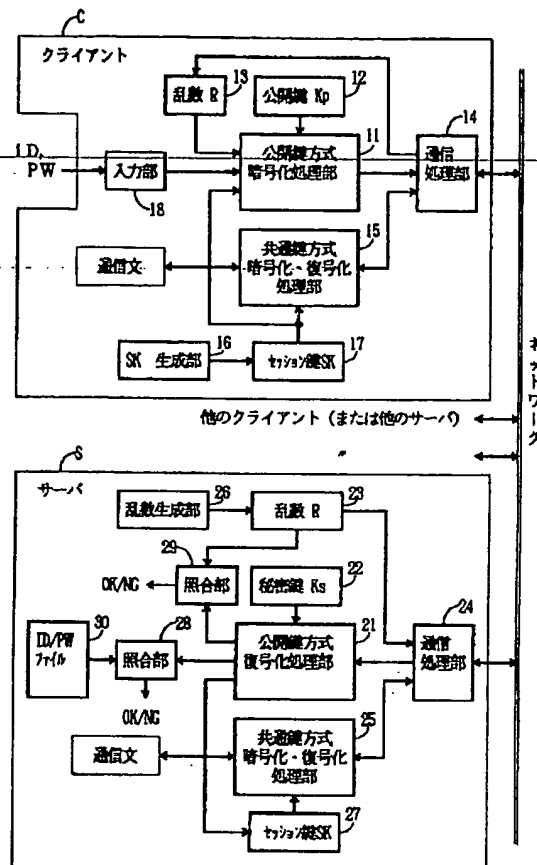 C
クライアント
13
乱数 R
12
公開鍵 Kp
14
通信
処理部
11
公開鍵方式
暗号化処理部
ID,
PW
入力部
18
15
共通鍵方式
暗号化・復号化
処理部
通信文
16
SK 生成部
17
セッション鍵SK
ネットワーク
他のクライアント (または他のサーバ)
S
サーバ
26
乱数生成部
23
乱数 R
29
照合部
OK/NG
22
秘密鍵 Ks
24
通信
処理部
30
ID/PW
ファイル
28
照合部
OK/NG
21
公開鍵方式
復号化処理部
25
共通鍵方式
暗号化・復号化
処理部
通信文
27
セッション鍵SK